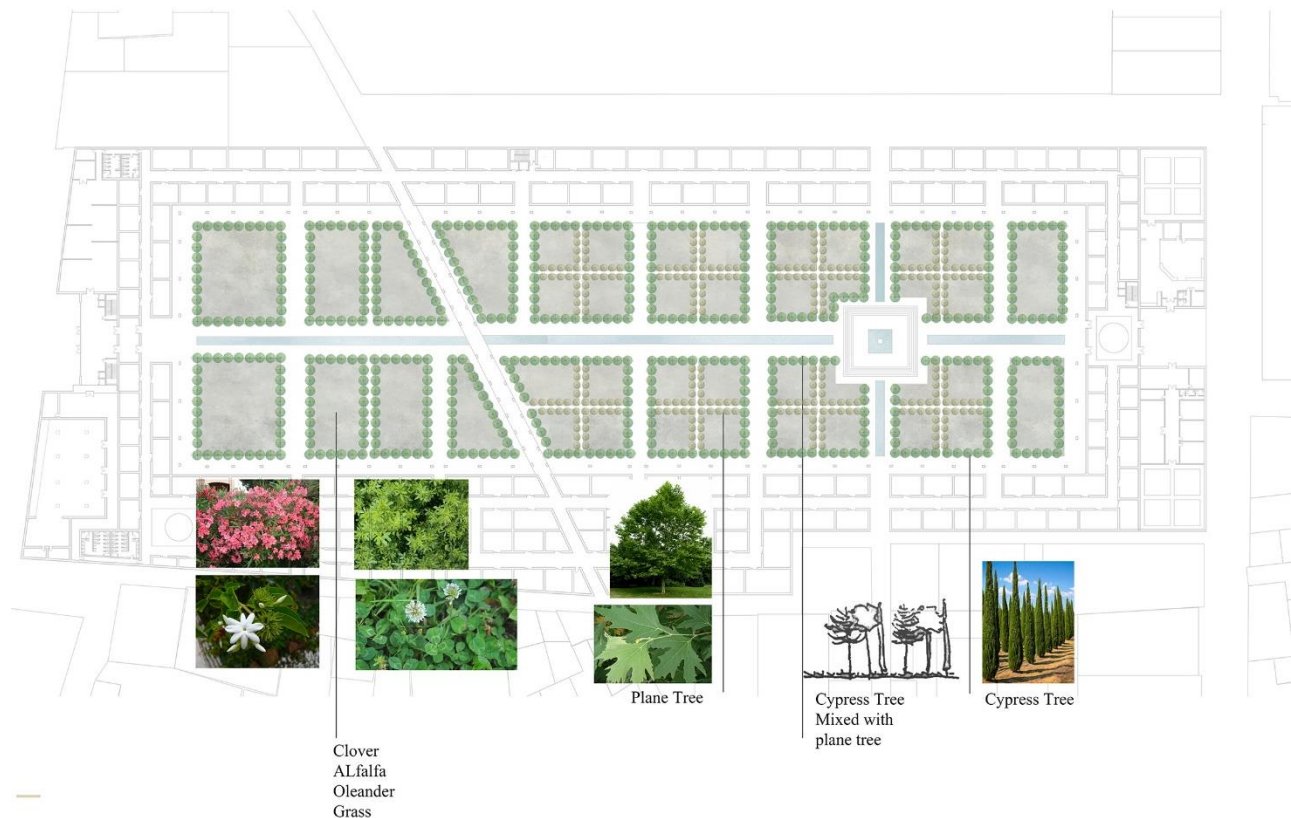 Plane Tree
Cypress Tree
Mixed with
plane tree
Cypress Tree
Clover
ALfalfa
Oleander
Grass